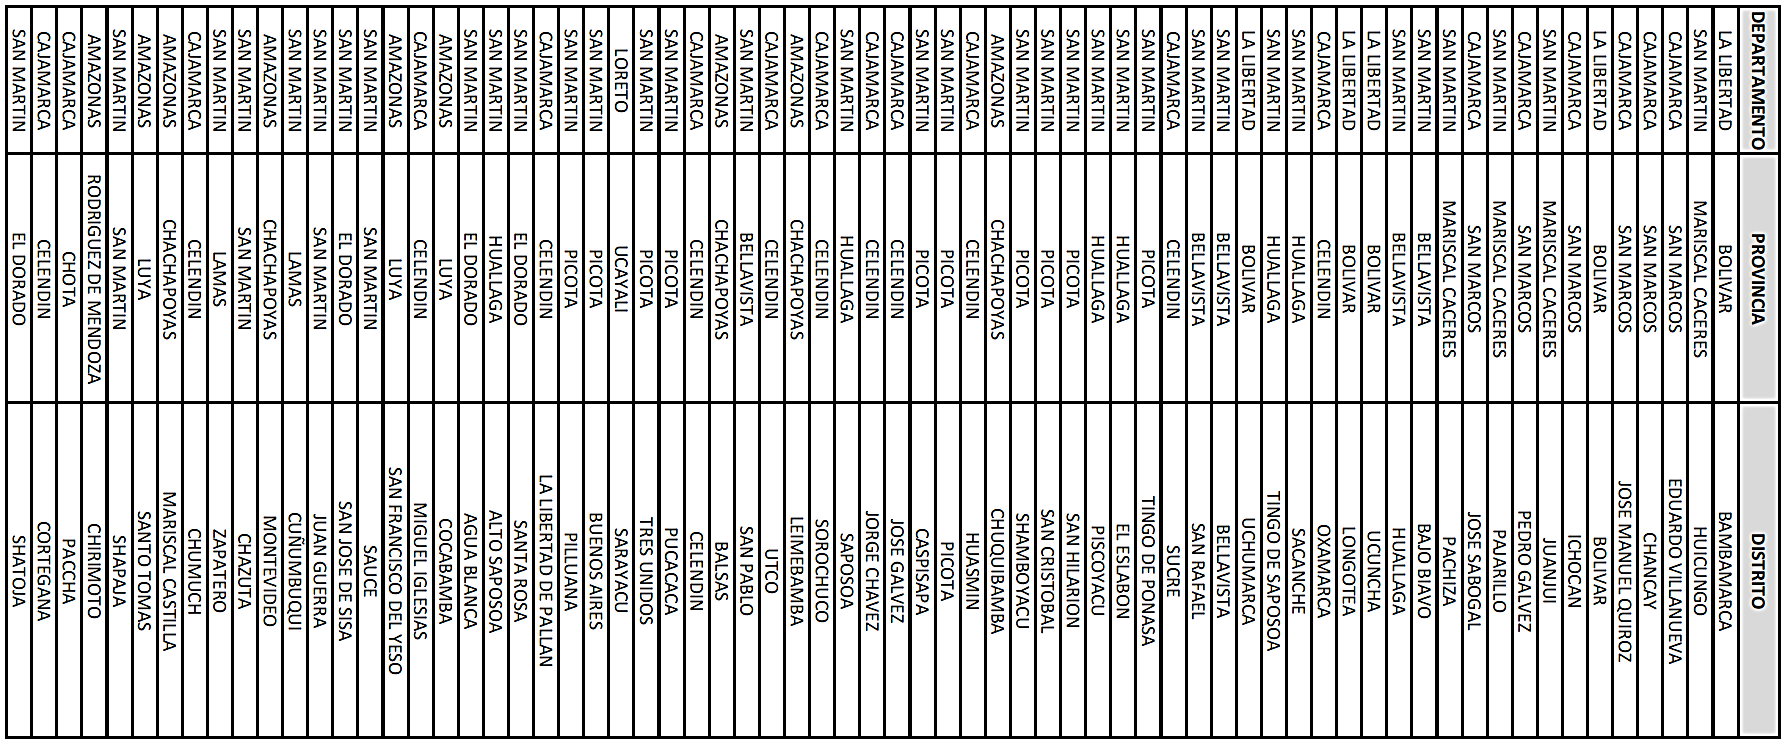 DEPARTAMENTO PROVINCIA DISTRITO
LA LIBERTAD BOLIVAR BAMBAMARCA
SAN MARTIN MARISCAL CACERES HUICUNGO
CAJAMARCA SAN MARCOS EDUARDO VILLANUEVA
CAJAMARCA SAN MARCOS CHANCAY
CAJAMARCA SAN MARCOS JOSE MANUEL QUIROZ
LA LIBERTAD BOLIVAR BOLIVAR
CAJAMARCA SAN MARCOS ICHOCAN
SAN MARTIN MARISCAL CACERES JUANJUI
CAJAMARCA SAN MARCOS PEDRO GALVEZ
SAN MARTIN MARISCAL CACERES PAJARILLO
CAJAMARCA SAN MARCOS JOSE SABOGAL
SAN MARTIN MARISCAL CACERES PACHIZA
SAN MARTIN BELLAVISTA BAJO BIAVO
SAN MARTIN BELLAVISTA HUALLAGA
LA LIBERTAD BOLIVAR UCUNCHA
LA LIBERTAD BOLIVAR LONGOTEA
CAJAMARCA CELENDIN OXAMARCA
SAN MARTIN HUALLAGA SACANCHE
SAN MARTIN HUALLAGA TINGO DE SAPOSOA
LA LIBERTAD BOLIVAR UCHUMARCA
SAN MARTIN BELLAVISTA BELLAVISTA
SAN MARTIN BELLAVISTA SAN RAFAEL
CAJAMARCA CELENDIN SUCRE
SAN MARTIN PICOTA TINGO DE PONASA
SAN MARTIN HUALLAGA EL ESLABON
SAN MARTIN HUALLAGA PISCOYACU
SAN MARTIN PICOTA SAN HILARION
SAN MARTIN PICOTA SAN CRISTOBAL
SAN MARTIN PICOTA SHAMBOYACU
AMAZONAS CHACHAPOYAS CHUQUIBAMBA
CAJAMARCA CELENDIN HUASMIN
SAN MARTIN PICOTA PICOTA
SAN MARTIN PICOTA CASPISAPA
CAJAMARCA CELENDIN JOSE GALVEZ
CAJAMARCA CELENDIN JORGE CHAVEZ
SAN MARTIN HUALLAGA SAPOSOA
CAJAMARCA CELENDIN SOROCHUCO
AMAZONAS CHACHAPOYAS LEIMEBAMBA
CAJAMARCA CELENDIN UTCO
SAN MARTIN BELLAVISTA SAN PABLO
AMAZONAS CHACHAPOYAS BALSAS
CAJAMARCA CELENDIN CELENDIN
SAN MARTIN PICOTA PUCACACA
SAN MARTIN PICOTA TRES UNIDOS
LORETO UCAYALI SARAYACU
SAN MARTIN PICOTA BUENOS AIRES
SAN MARTIN PICOTA PILLUANA
CAJAMARCA CELENDIN LA LIBERTAD DE PALLAN
SAN MARTIN EL DORADO SANTA ROSA
SAN MARTIN HUALLAGA ALTO SAPOSOA
SAN MARTIN EL DORADO AGUA BLANCA
AMAZONAS LUYA COCABAMBA
CAJAMARCA CELENDIN MIGUEL IGLESIAS
AMAZONAS LUYA SAN FRANCISCO DEL YESO
SAN MARTIN SAN MARTIN SAUCE
SAN MARTIN EL DORADO SAN JOSE DE SISA
SAN MARTIN SAN MARTIN JUAN GUERRA
SAN MARTIN LAMAS CUÑUMBUQUI
AMAZONAS CHACHAPOYAS MONTEVIDEO
SAN MARTIN SAN MARTIN CHAZUTA
SAN MARTIN LAMAS ZAPATERO
CAJAMARCA CELENDIN CHUMUCH
AMAZONAS CHACHAPOYAS MARISCAL CASTILLA
AMAZONAS LUYA SANTO TOMAS
SAN MARTIN SAN MARTIN SHAPAJA
AMAZONAS RODRIGUEZ DE MENDOZA CHIRIMOTO
CAJAMARCA CHOTA PACCHA
CAJAMARCA CELENDIN CORTEGANA
SAN MARTIN EL DORADO SHATOJA